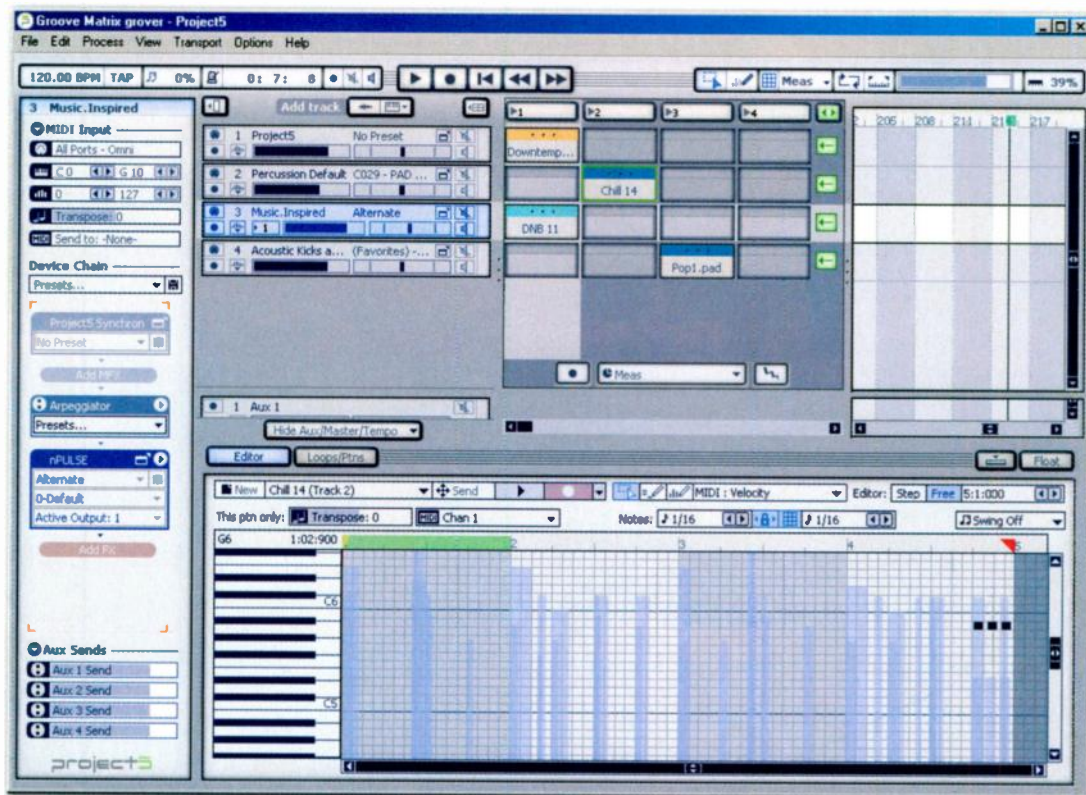 Groove Matrix grover - Project5
File Edit Process View Transport Options Help
120.00 BPM TAP 0% 0: 7: 8 Meas 39%
3 Music.Inspired
MIDI Input
All Ports - Omni
C 0 G 10
0 127
Transpose: 0
MIDI Send to: -None-
Device Chain
Presets...
Project5 Synchron
No Preset
Add MFX
Arpeggiator
Presets...
nPULSE
Alternate
0-Default
Active Output: 1
Add FX
Aux Sends
Aux 1 Send
Aux 2 Send
Aux 3 Send
Aux 4 Send
project5
Add track
1 Project5 No Preset
2 Percussion Default C029 - PAD ...
3 Music.Inspired Alternate
1
4 Acoustic Kicks a... (Favorites) -...
1 2 3 4
Downtemp...
Chill 14
DNB 11
Pop1.pad
Meas
205 208 211 214 217
1 Aux 1
Hide Aux/Master/Tempo
Editor Loops/Ptns Float
New Chill 14 (Track 2) Send MIDI : Velocity Editor: Step Free 5:1:000
This ptn only: Transpose: 0 MIDI Chan 1 Notes: 1/16 1/16 Swing Off
G6 1:02:900 2 3 4 5
C6
C5